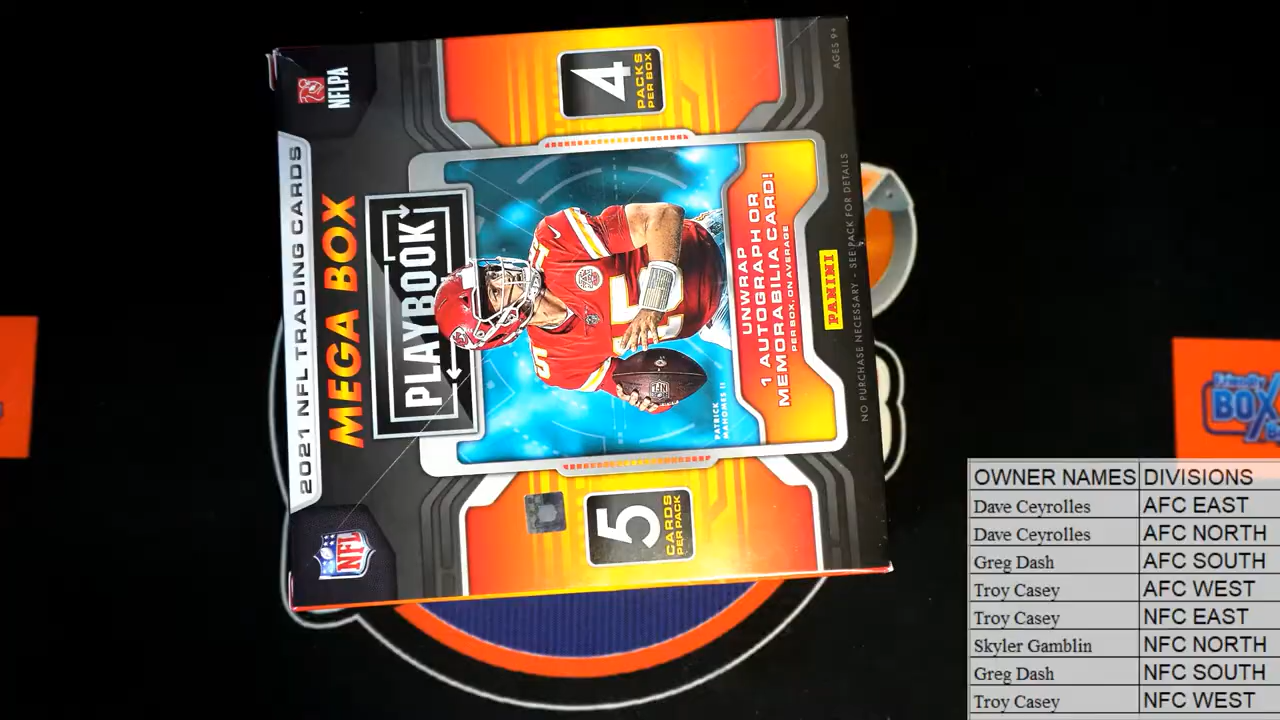 2021 NFL TRADING CARDS
NFLPA
NFL
MEGA BOX
PLAYBOOK
4
PACKS
PER BOX
5
CARDS
PER PACK
15
PATRICK
MAHOMES II
UNWRAP
1 AUTOGRAPH OR
MEMORABILIA CARD!
PER BOX, ON AVERAGE
PANINI
AGES 9+
NO PURCHASE NECESSARY - SEE PACK FOR DETAILS
BOX
OWNER NAMES DIVISIONS
Dave Ceyrolles AFC EAST
Dave Ceyrolles AFC NORTH
Greg Dash AFC SOUTH
Troy Casey AFC WEST
Troy Casey NFC EAST
Skyler Gamblin NFC NORTH
Greg Dash NFC SOUTH
Troy Casey NFC WEST